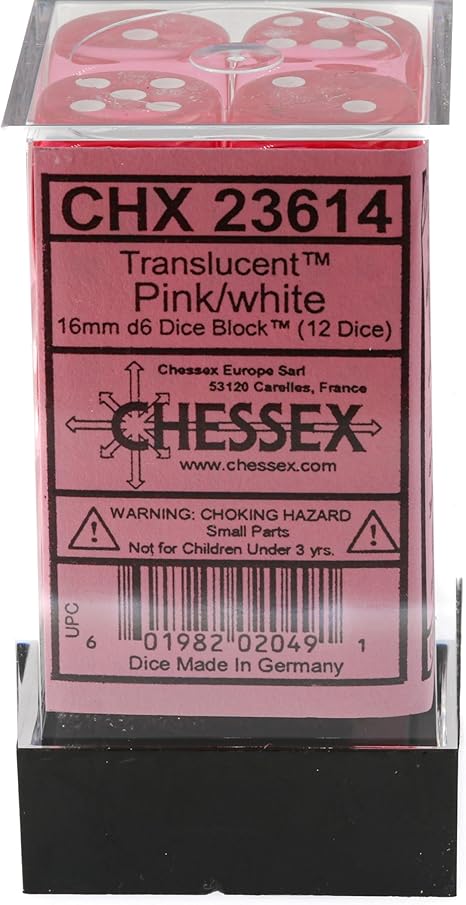 CHX 23614
Translucent™
Pink/white
16mm d6 Dice Block™ (12 Dice)
Chessex Europe Sarl
53120 Carelles, France
CHESSEX
www.chessex.com
WARNING: CHOKING HAZARD
Small Parts
Not for Children Under 3 yrs.
UPC
6 01982 02049 1
Dice Made In Germany